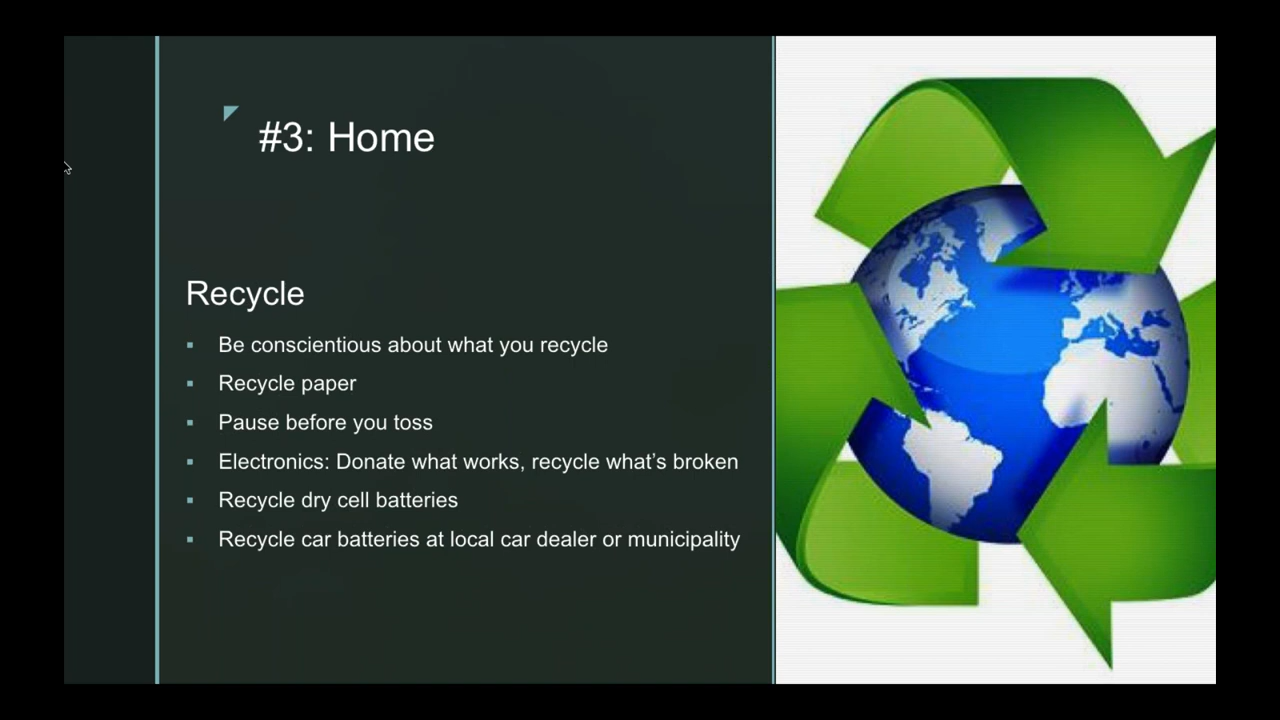 #3: Home
Recycle
▪ Be conscientious about what you recycle
▪ Recycle paper
▪ Pause before you toss
▪ Electronics: Donate what works, recycle what’s broken
▪ Recycle dry cell batteries
▪ Recycle car batteries at local car dealer or municipality